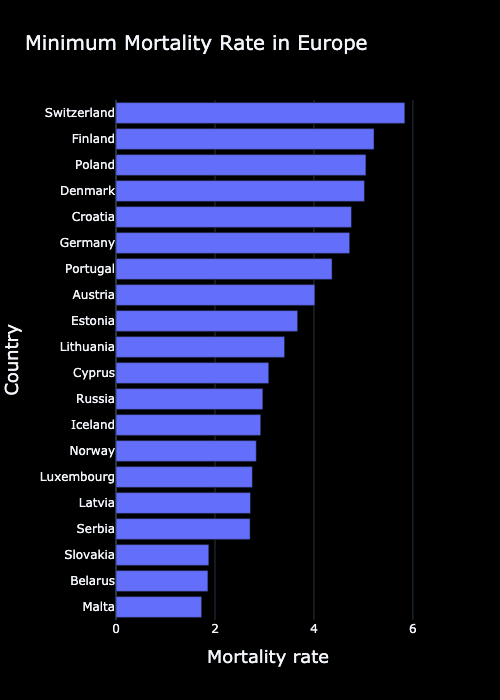 Minimum Mortality Rate in Europe
Switzerland
Finland
Poland
Denmark
Croatia
Germany
Portugal
Austria
Estonia
Lithuania
Cyprus
Russia
Iceland
Norway
Luxembourg
Latvia
Serbia
Slovakia
Belarus
Malta
0 2 4 6
Mortality rate
Country